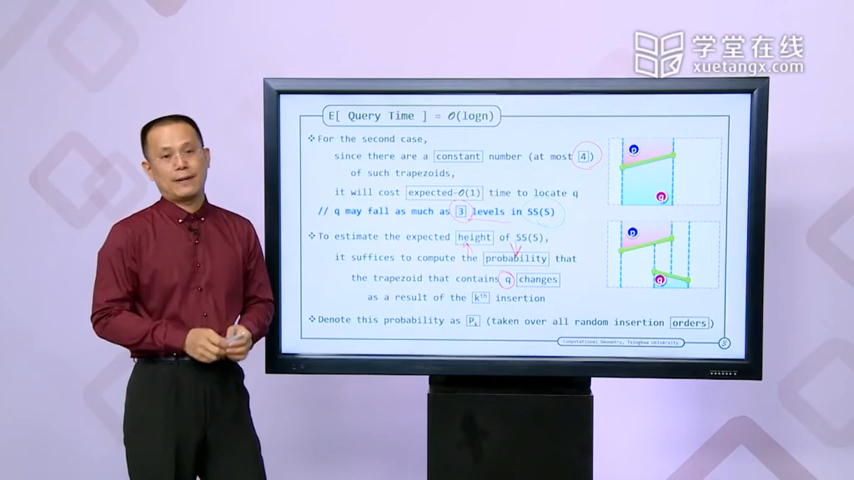 学堂在线
xuetangx.com
E[ Query Time ] = O(logn)
❖For the second case,
since there are a constant number (at most 4)
of such trapezoids,
it will cost expected-O(1) time to locate q
// q may fall as much as 3 levels in SS(S)
❖To estimate the expected height of SS(S),
it suffices to compute the probability that
the trapezoid that contains q changes
as a result of the kth insertion
❖Denote this probability as Pk (taken over all random insertion orders)
p
q
p
q
Computational Geometry, Tsinghua University